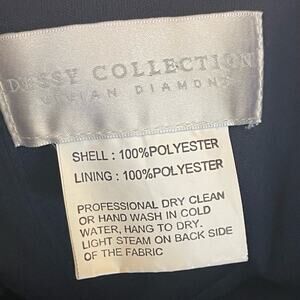 DESSY COLLECTION
VIVIAN DIAMOND
SHELL : 100%POLYESTER
LINING : 100%POLYESTER
PROFESSIONAL DRY CLEAN
OR HAND WASH IN COLD
WATER, HANG TO DRY.
LIGHT STEAM ON BACK SIDE
OF THE FABRIC